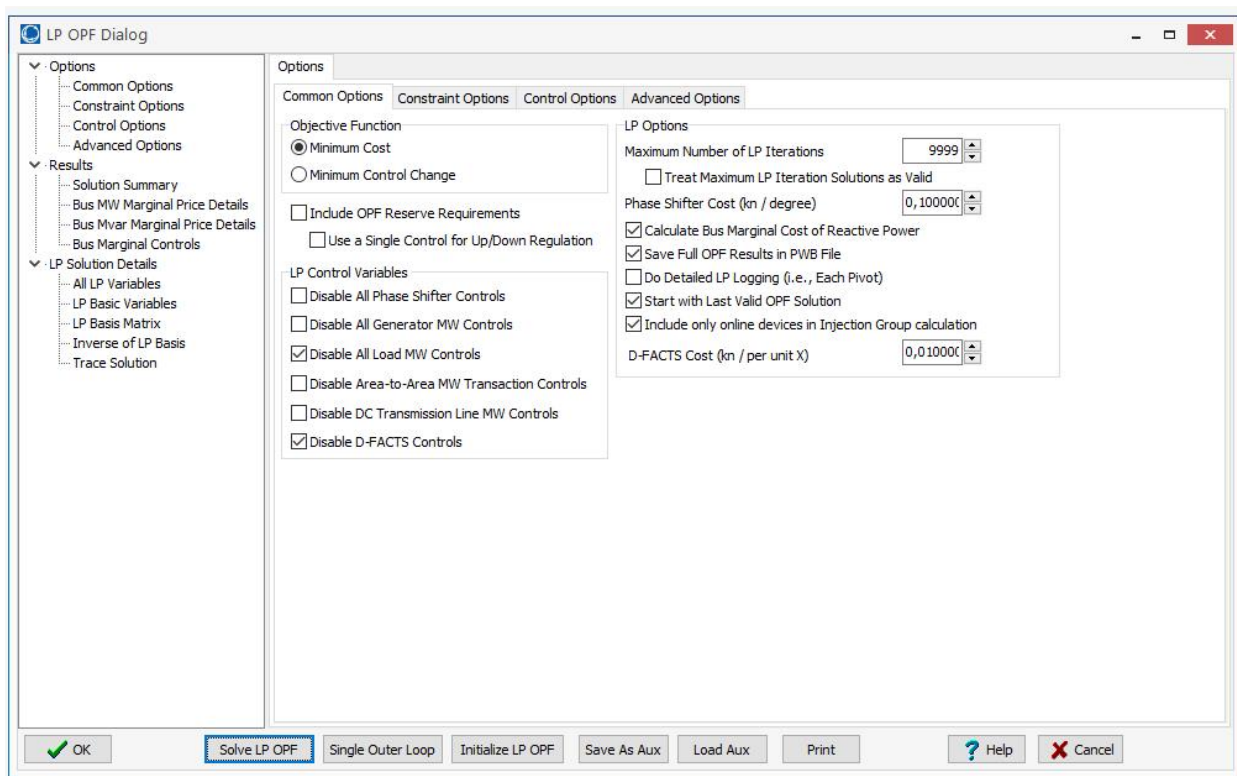 LP OPF Dialog
Options
Common Options
Constraint Options
Control Options
Advanced Options
Results
Solution Summary
Bus MW Marginal Price Details
Bus Mvar Marginal Price Details
Bus Marginal Controls
LP Solution Details
All LP Variables
LP Basic Variables
LP Basis Matrix
Inverse of LP Basis
Trace Solution
Options
Common Options Constraint Options Control Options Advanced Options
Objective Function
Minimum Cost
Minimum Control Change
Include OPF Reserve Requirements
Use a Single Control for Up/Down Regulation
LP Control Variables
Disable All Phase Shifter Controls
Disable All Generator MW Controls
Disable All Load MW Controls
Disable Area-to-Area MW Transaction Controls
Disable DC Transmission Line MW Controls
Disable D-FACTS Controls
LP Options
Maximum Number of LP Iterations 9999
Treat Maximum LP Iteration Solutions as Valid
Phase Shifter Cost (kn / degree) 0,10000
Calculate Bus Marginal Cost of Reactive Power
Save Full OPF Results in PWB File
Do Detailed LP Logging (i.e., Each Pivot)
Start with Last Valid OPF Solution
Include only online devices in Injection Group calculation
D-FACTS Cost (kn / per unit X) 0,01000
OK Solve LP OPF Single Outer Loop Initialize LP OPF Save As Aux Load Aux Print Help Cancel